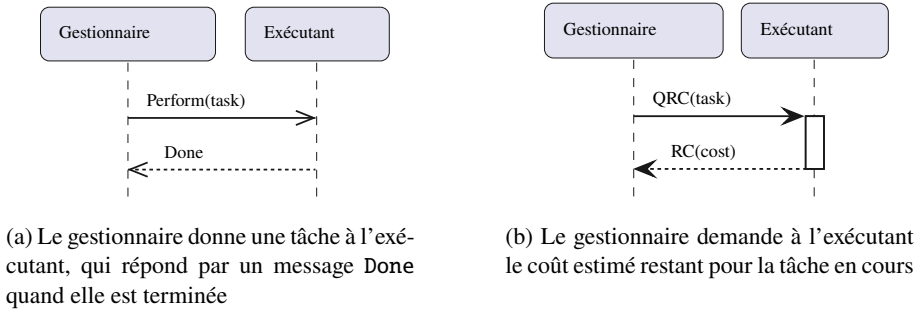 Gestionnaire Exécutant
Perform(task)
Done
(a) Le gestionnaire donne une tâche à l'exé-
cutant, qui répond par un message Done
quand elle est terminée
Gestionnaire Exécutant
QRC(task)
RC(cost)
(b) Le gestionnaire demande à l'exécutant
le coût estimé restant pour la tâche en cours